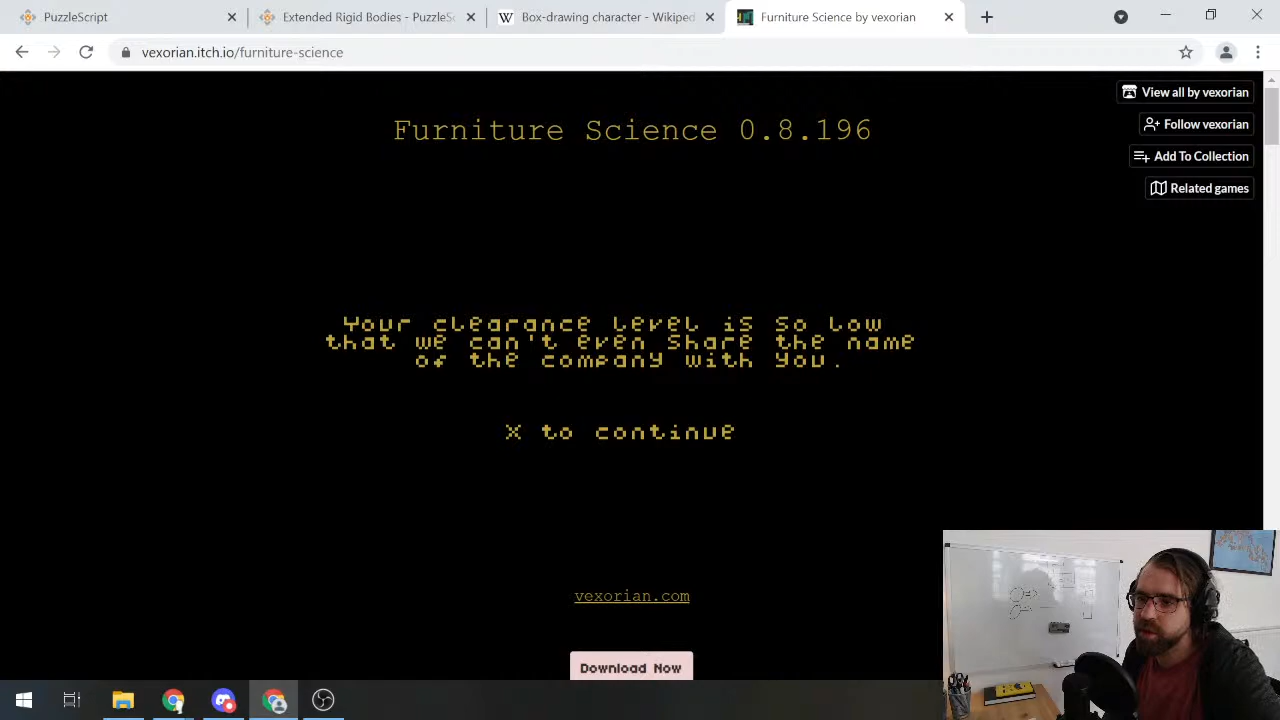 PuzzleScript
Extended Rigid Bodies - PuzzleSc
Box-drawing character - Wikiped
Furniture Science by vexorian
vexorian.itch.io/furniture-science
View all by vexorian
Follow vexorian
Add To Collection
Related games
Furniture Science 0.8.196
Your clearance level is so low
that we can't even share the name
of the company with you.
X to continue
vexorian.com
Download Now